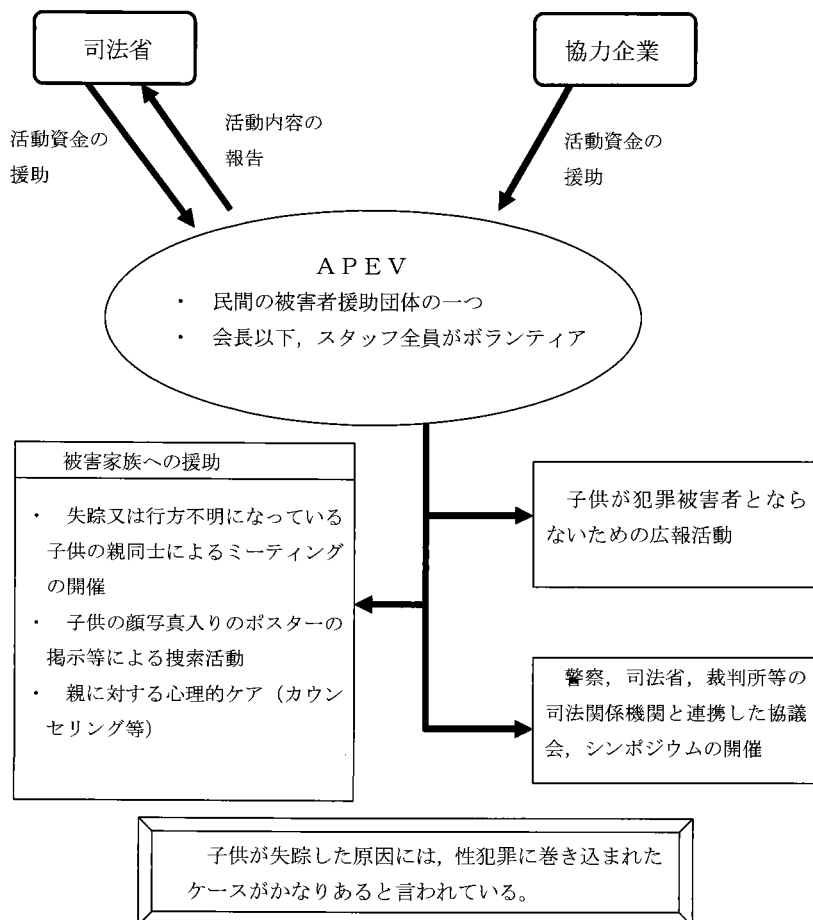 司法省
協力企業
活動資金の
援助
活動内容の
報告
活動資金の
援助
ＡＰＥＶ
・ 民間の被害者援助団体の一つ
・ 会長以下，スタッフ全員がボランティア
被害家族への援助
・ 失踪又は行方不明になっている
子供の親同士によるミーティング
の開催
・ 子供の顔写真入りのポスターの
掲示等による捜索活動
・ 親に対する心理的ケア（カウン
セリング等）
子供が犯罪被害者となら
ないための広報活動
警察，司法省，裁判所等の
司法関係機関と連携した協議
会，シンポジウムの開催
子供が失踪した原因には，性犯罪に巻き込まれた
ケースがかなりあると言われている。